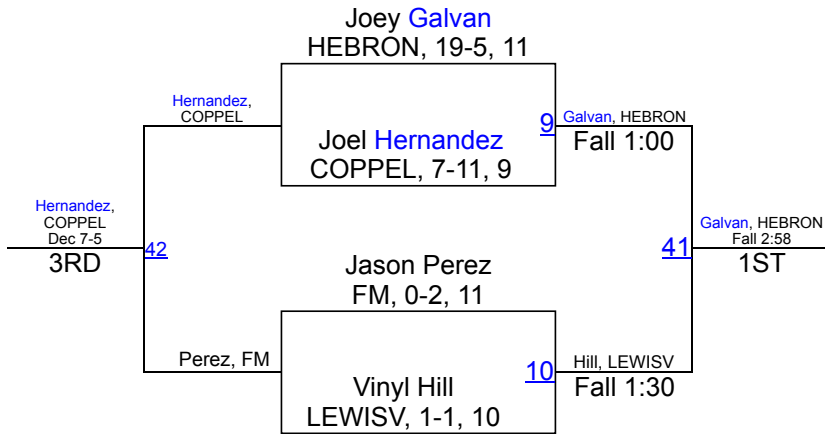 Joey Galvan
HEBRON, 19-5, 11
Hernandez,
COPPEL
Joel Hernandez
COPPEL, 7-11, 9
9
Galvan, HEBRON
Fall 1:00
Hernandez,
COPPEL
Dec 7-5
3RD
42
41
Galvan, HEBRON
Fall 2:58
1ST
Jason Perez
FM, 0-2, 11
Perez, FM
Vinyl Hill
LEWISV, 1-1, 10
10
Hill, LEWISV
Fall 1:30